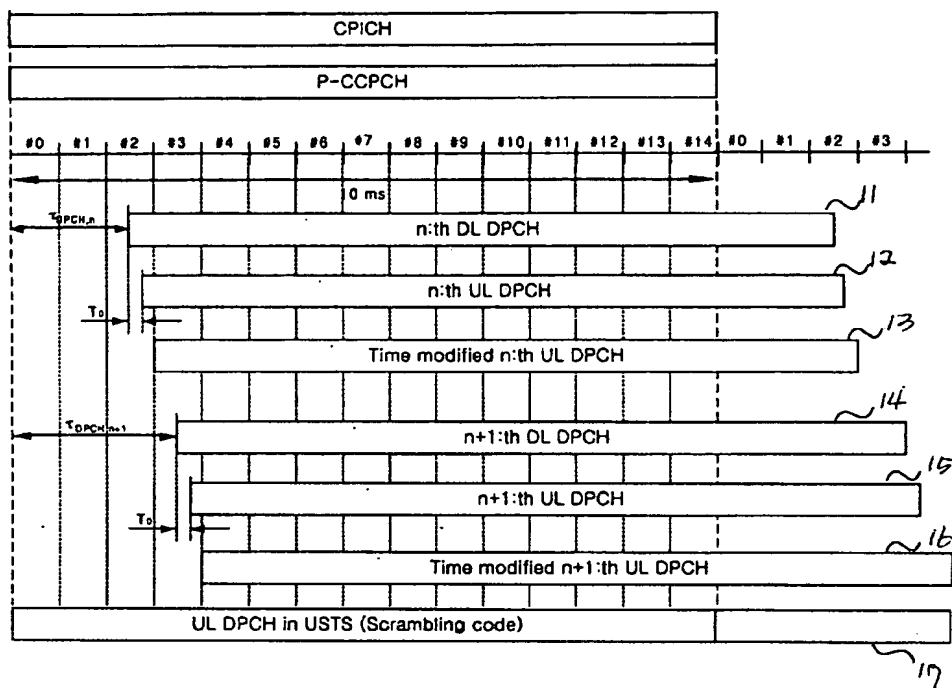 CPICH
P-CCPCH
#0 #1 #2 #3 #4 #5 #6 #7 #8 #9 #10 #11 #12 #13 #14 #0 #1 #2 #3
10 ms
τDPCH,n
11
n:th DL DPCH
12
n:th UL DPCH
T0
13
Time modified n:th UL DPCH
τDPCH,n+1
14
n+1:th DL DPCH
15
n+1:th UL DPCH
T0
16
Time modified n+1:th UL DPCH
UL DPCH in USTS (Scrambling code)
17